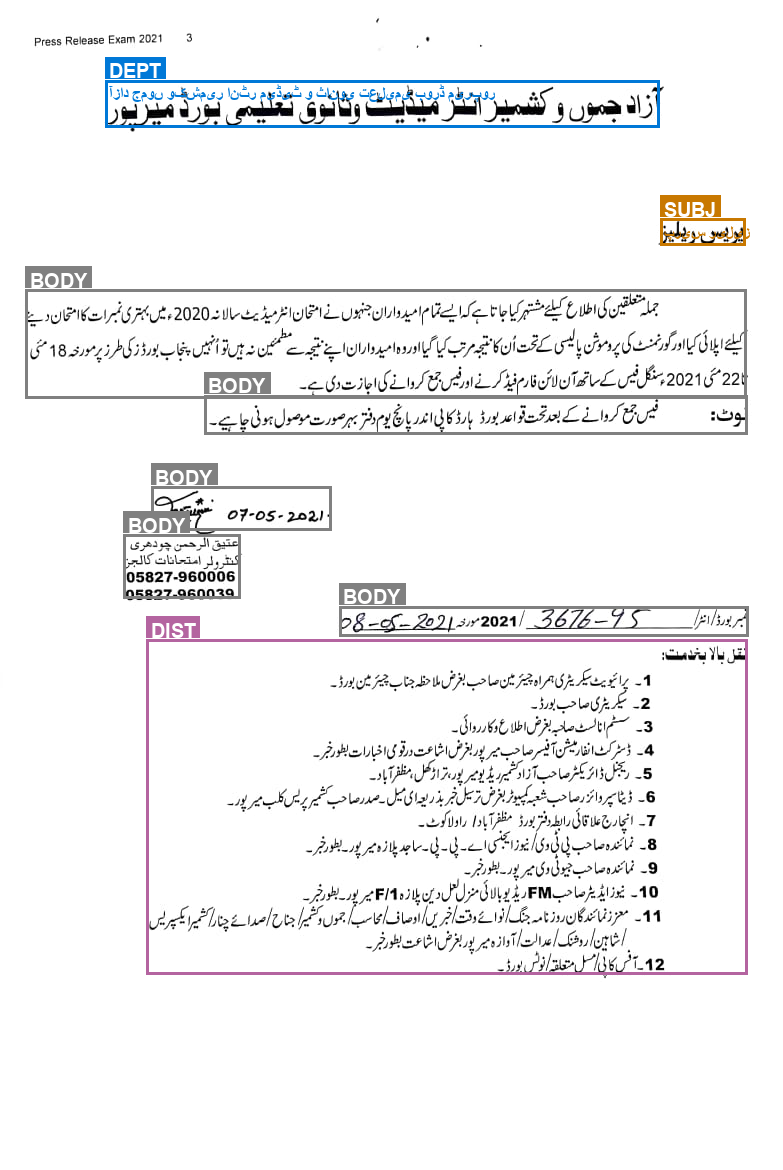 Press Release Exam 2021 3
DEPT
آزاد جموں و کشمیر انٹر میڈیٹ و ثانوی تعلیمی بورڈ میرپور
SUBJ
پریس ریلیز
BODY
جملہ متعلقین کی اطلاع کیلئے مشتہر کیا جاتا ہے کہ ایسے تمام امیدواران جنہوں نے امتحان انٹر میڈیٹ سالانہ 2020ء میں بہتری نمبرات کا امتحان دینے
کیلئے اپلائی کیا اور گورنمنٹ کی پروموشن پالیسی کے تحت اُن کا نتیجہ مرتب کیا گیا اور وہ امیدواران اپنے نتیجہ سے مطمئین نہ ہیں تو اُنہیں پنجاب بورڈز کی طرز پر مورخہ 18 مئی
تا 22 مئی 2021ء سنگل فیس کے ساتھ آن لائن فارم فیڈ کرنے اور فیس جمع کروانے کی اجازت دی ہے۔
BODY
نوٹ: فیس جمع کروانے کے بعد تحت قواعد بورڈ ہارڈ کاپی اندر پانچ یوم دفتر بہر صورت موصول ہونی چاہیے۔
BODY
07-05-2021
BODY
عتیق الرحمن چودھری
کنٹرولر امتحانات کالجز
05827-960006
05827-960039
BODY
نمبر بورڈ/انٹر/ 3676-95 /2021 مورخہ 08-05-2021
DIST
نقل بالا بخدمت:
1۔ پرائیویٹ سیکریٹری ہمراہ چیئرمین صاحب بغرض ملاحظہ جناب چیئرمین بورڈ۔
2۔ سیکریٹری صاحب بورڈ۔
3۔ سسٹم انالسٹ صاحبہ بغرض اطلاع و کارروائی۔
4۔ ڈسٹرکٹ انفارمیشن آفیسر صاحب میرپور بغرض اشاعت در قومی اخبارات بطور خبر۔
5۔ ریجنل ڈائریکٹر صاحب آزاد کشمیر ریڈیو میرپور، تراڑکھل، مظفرآباد۔
6۔ ڈیٹا سپروائزر صاحب شعبہ کمپیوٹر بغرض ترسیل خبر بذریعہ ای میل۔ صدر صاحب کشمیر پریس کلب میرپور۔
7۔ انچارج علاقائی رابطہ دفتر بورڈ مظفرآباد/ راولاکوٹ۔
8۔ نمائندہ صاحب پی ٹی وی/ نیوز ایجنسی اے۔ پی۔ پی۔ ساجد پلازہ میرپور۔ بطور خبر۔
9۔ نمائندہ صاحب جیو ٹی وی میرپور۔ بطور خبر۔
10۔ نیوز ایڈیٹر صاحب FM ریڈیو بالائی منزل لعل دین پلازہ F/1 میرپور۔ بطور خبر۔
11۔ معزز نمائندگان روزنامہ جنگ/ نوائے وقت/ خبریں/ اوصاف/ محاسب/ جموں وکشمیر/ جناح/ صدائے چنار/ کشمیر ایکسپریس
/ شاہین/ روشنک/ عدالت/ آوازہ میرپور بغرض اشاعت بطور خبر۔
12۔ آفس کاپی/ مسل متعلقہ/ نوٹس بورڈ۔